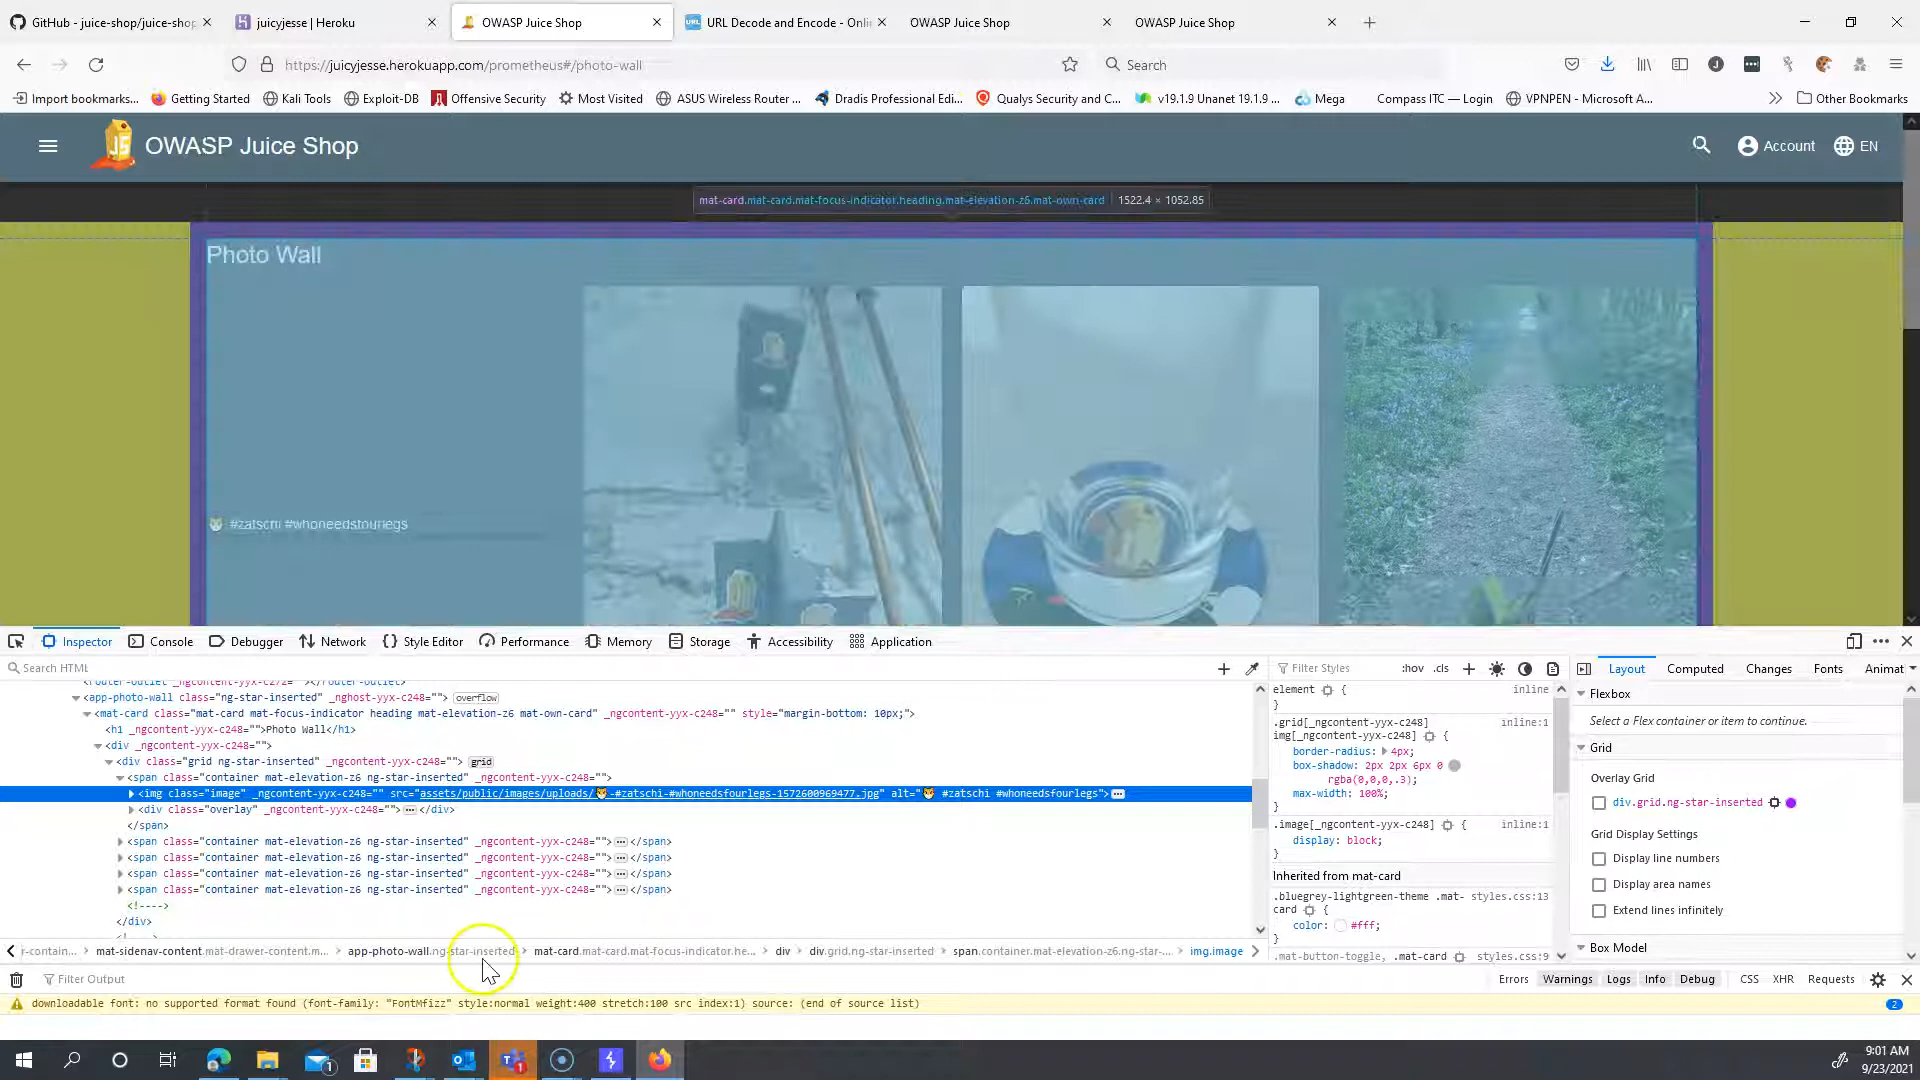 GitHub - juice-shop/juice-shop
juicyjesse | Heroku
OWASP Juice Shop
URL Decode and Encode - Onli
OWASP Juice Shop
OWASP Juice Shop
https://juicyjesse.herokuapp.com/prometheus#/photo-wall
Search
Import bookmarks...
Getting Started
Kali Tools
Exploit-DB
Offensive Security
Most Visited
ASUS Wireless Router ...
Dradis Professional Edi...
Qualys Security and C...
v19.1.9 Unanet 19.1.9 ...
Mega
Compass ITC — Login
VPNPEN - Microsoft A...
Other Bookmarks
OWASP Juice Shop
Account
EN
mat-card.mat-card.mat-focus-indicator.heading.mat-elevation-z6.mat-own-card | 1522.4 × 1052.85
Photo Wall
😼 #zatschi #whoneedsfourlegs
Inspector
Console
Debugger
Network
Style Editor
Performance
Memory
Storage
Accessibility
Application
Search HTML
<app-photo-wall class="ng-star-inserted" _nghost-yyx-c248=""> overflow
<mat-card class="mat-card mat-focus-indicator heading mat-elevation-z6 mat-own-card" _ngcontent-yyx-c248="" style="margin-bottom: 10px;">
<h1 _ngcontent-yyx-c248="">Photo Wall</h1>
<div _ngcontent-yyx-c248="">
<div class="grid ng-star-inserted" _ngcontent-yyx-c248=""> grid
<span class="container mat-elevation-z6 ng-star-inserted" _ngcontent-yyx-c248="">
<img class="image" _ngcontent-yyx-c248="" src="assets/public/images/uploads/😼-#zatschi-#whoneedsfourlegs-1572600969477.jpg" alt="😼 #zatschi #whoneedsfourlegs">
<div class="overlay" _ngcontent-yyx-c248=""> </div>
</span>
<span class="container mat-elevation-z6 ng-star-inserted" _ngcontent-yyx-c248=""> </span>
<span class="container mat-elevation-z6 ng-star-inserted" _ngcontent-yyx-c248=""> </span>
<span class="container mat-elevation-z6 ng-star-inserted" _ngcontent-yyx-c248=""> </span>
<span class="container mat-elevation-z6 ng-star-inserted" _ngcontent-yyx-c248=""> </span>
<!---->
</div>
r-contain...
mat-sidenav-content.mat-drawer-content.m...
app-photo-wall.ng-star-inserted
mat-card.mat-card.mat-focus-indicator.he...
div
div.grid.ng-star-inserted
span.container.mat-elevation-z6.ng-star-...
img.image
Filter Styles
:hov .cls
element { inline
}
.grid[_ngcontent-yyx-c248] inline:1
img[_ngcontent-yyx-c248] {
border-radius: 4px;
box-shadow: 2px 2px 6px 0
rgba(0,0,0,.3);
max-width: 100%;
}
.image[_ngcontent-yyx-c248] { inline:1
display: block;
}
Inherited from mat-card
.bluegrey-lightgreen-theme .mat- styles.css:13
card {
color: #fff;
}
.mat-button-toggle, .mat-card styles.css:9
Layout
Computed
Changes
Fonts
Animat
Flexbox
Select a Flex container or item to continue.
Grid
Overlay Grid
div.grid.ng-star-inserted
Grid Display Settings
Display line numbers
Display area names
Extend lines infinitely
Box Model
Filter Output
Errors
Warnings
Logs
Info
Debug
CSS
XHR
Requests
downloadable font: no supported format found (font-family: "FontMfizz" style:normal weight:400 stretch:100 src index:1) source: (end of source list)
2
1
1
9:01 AM
9/23/2021